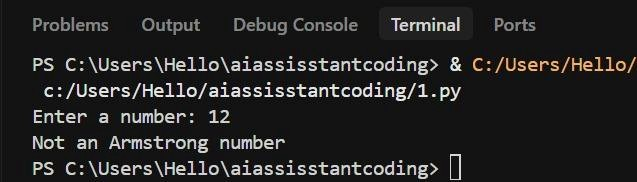 Problems Output Debug Console Terminal Ports
PS C:\Users\Hello\aiassisstantcoding> & C:/Users/Hello/
c:/Users/Hello/aiassisstantcoding/1.py
Enter a number: 12
Not an Armstrong number
PS C:\Users\Hello\aiassisstantcoding>